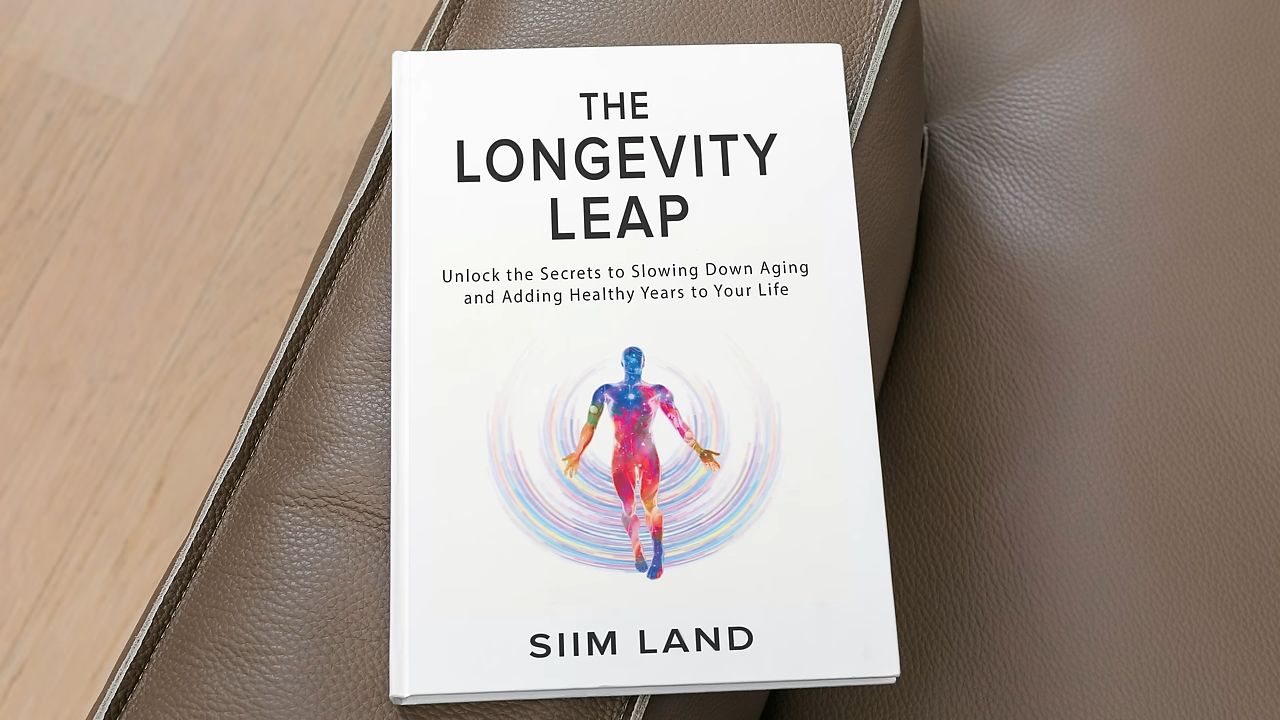 THE
LONGEVITY
LEAP
Unlock the Secrets to Slowing Down Aging
and Adding Healthy Years to Your Life
SIIM LAND